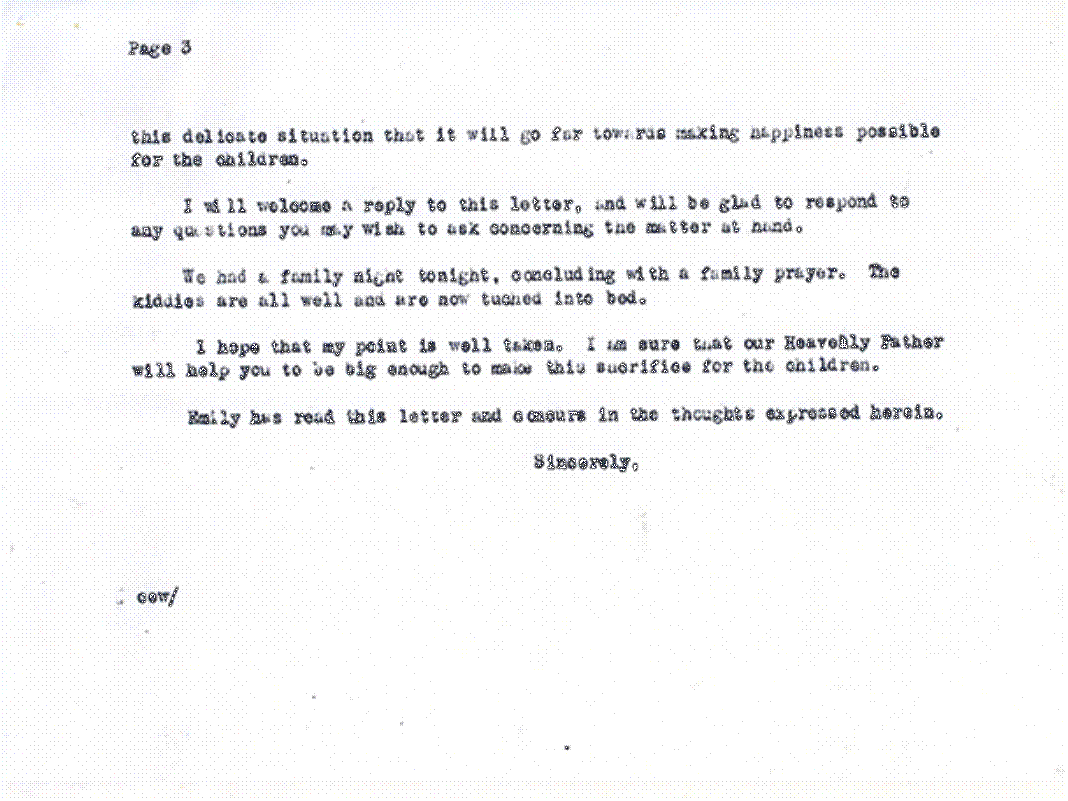 Page 3
this delicate situation that it will go far towards making happiness possible
for the children.
I will welcome a reply to this letter, and will be glad to respond to
any questions you may wish to ask concerning the matter at hand.
We had a family night tonight, concluding with a family prayer. The
kiddies are all well and are now tucked into bed.
I hope that my point is well taken. I am sure that our Heavenly Father
will help you to be big enough to make this sacrifice for the children.
Emily has read this letter and concurs in the thoughts expressed herein.
Sincerely,
cow/